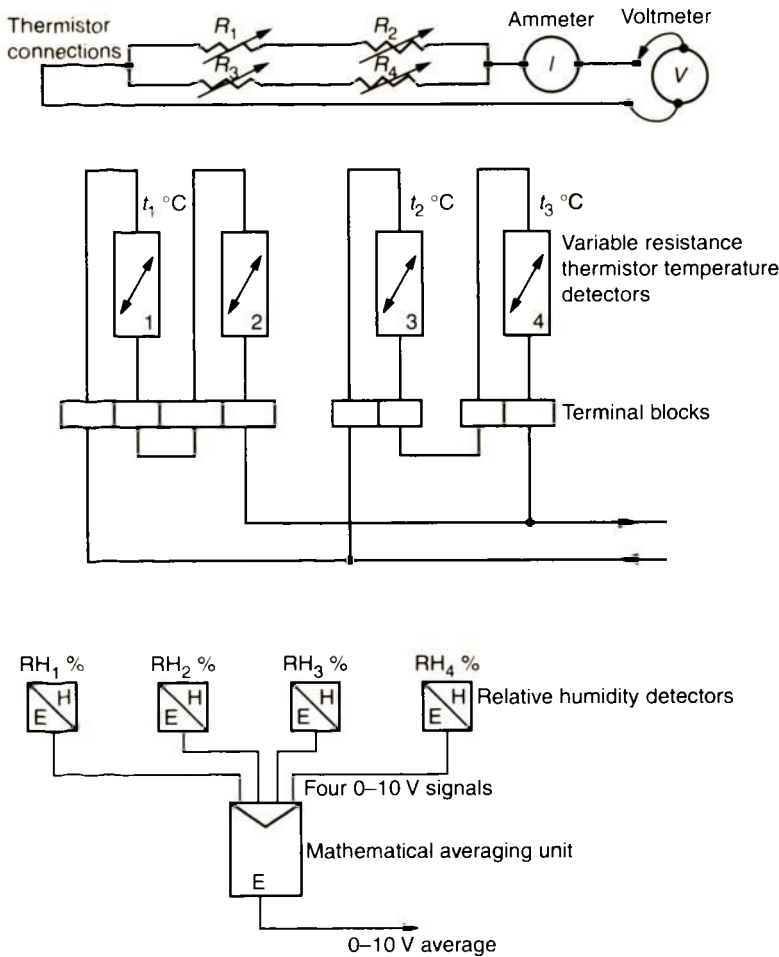 Thermistor
connections
R1
R2
R3
R4
Ammeter
Voltmeter
I
V
t1 °C
t2 °C
t3 °C
Variable resistance
thermistor temperature
detectors
1
2
3
4
Terminal blocks
RH1 %
RH2 %
RH3 %
RH4 %
H
E
H
E
H
E
H
E
Relative humidity detectors
Four 0–10 V signals
Mathematical averaging unit
E
0–10 V average